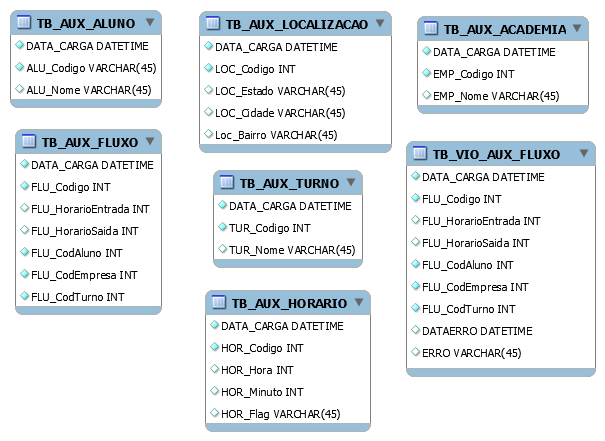 TB_AUX_ALUNO
DATA_CARGA DATETIME
ALU_Codigo VARCHAR(45)
ALU_Nome VARCHAR(45)
TB_AUX_LOCALIZACAO
DATA_CARGA DATETIME
LOC_Codigo INT
LOC_Estado VARCHAR(45)
LOC_Cidade VARCHAR(45)
Loc_Bairro VARCHAR(45)
TB_AUX_ACADEMIA
DATA_CARGA DATETIME
EMP_Codigo INT
EMP_Nome VARCHAR(45)
TB_AUX_FLUXO
DATA_CARGA DATETIME
FLU_Codigo INT
FLU_HorarioEntrada INT
FLU_HorarioSaida INT
FLU_CodAluno INT
FLU_CodEmpresa INT
FLU_CodTurno INT
TB_AUX_TURNO
DATA_CARGA DATETIME
TUR_Codigo INT
TUR_Nome VARCHAR(45)
TB_VIO_AUX_FLUXO
DATA_CARGA DATETIME
FLU_Codigo INT
FLU_HorarioEntrada INT
FLU_HorarioSaida INT
FLU_CodAluno INT
FLU_CodEmpresa INT
FLU_CodTurno INT
DATAERRO DATETIME
ERRO VARCHAR(45)
TB_AUX_HORARIO
DATA_CARGA DATETIME
HOR_Codigo INT
HOR_Hora INT
HOR_Minuto INT
HOR_Flag VARCHAR(45)